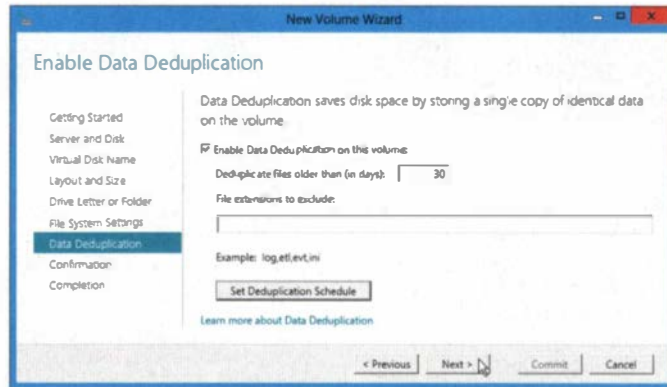 New Volume Wizard
Enable Data Deduplication
Getting Started
Server and Disk
Virtual Disk Name
Layout and Size
Drive Letter or Folder
File System Settings
Data Deduplication
Confirmation
Completion
Data Deduplication saves disk space by storing a single copy of identical data
on the volume
Enable Data Deduplication on this volume:
Deduplicate files older than (in days): 30
File extensions to exclude:
Example: log,etl,evt,ini
Set Deduplication Schedule
Learn more about Data Deduplication
< Previous Next > Commit Cancel